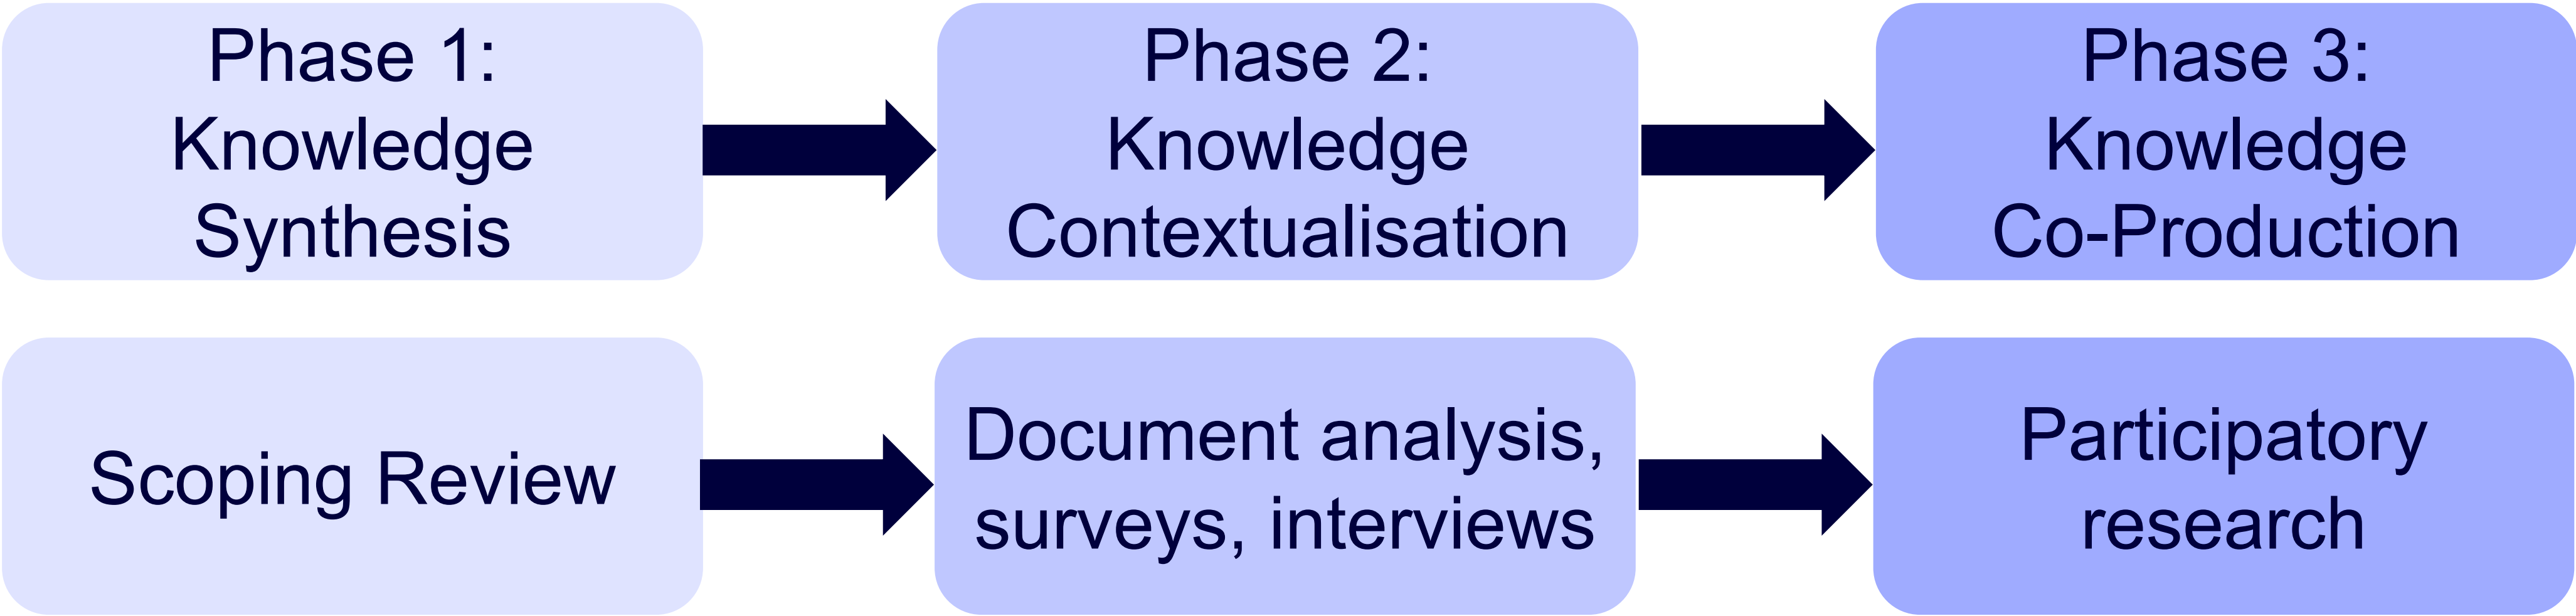 Phase 1:
Knowledge
Synthesis
Phase 2:
Knowledge
Contextualisation
Phase 3:
Knowledge
Co-Production
Scoping Review
Document analysis,
surveys, interviews
Participatory
research